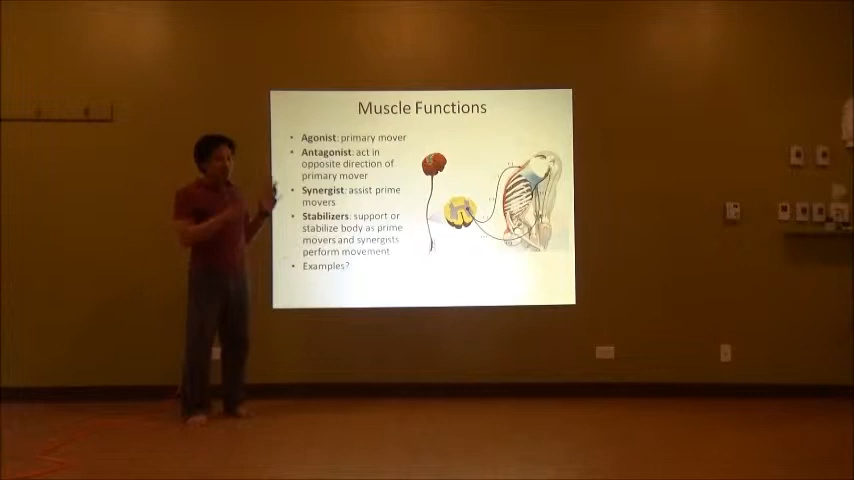 Muscle Functions
• Agonist: primary mover
• Antagonist: act in
opposite direction of
primary mover
• Synergist: assist prime
movers
• Stabilizers: support or
stabilize body as prime
movers and synergists
perform movement
• Examples?